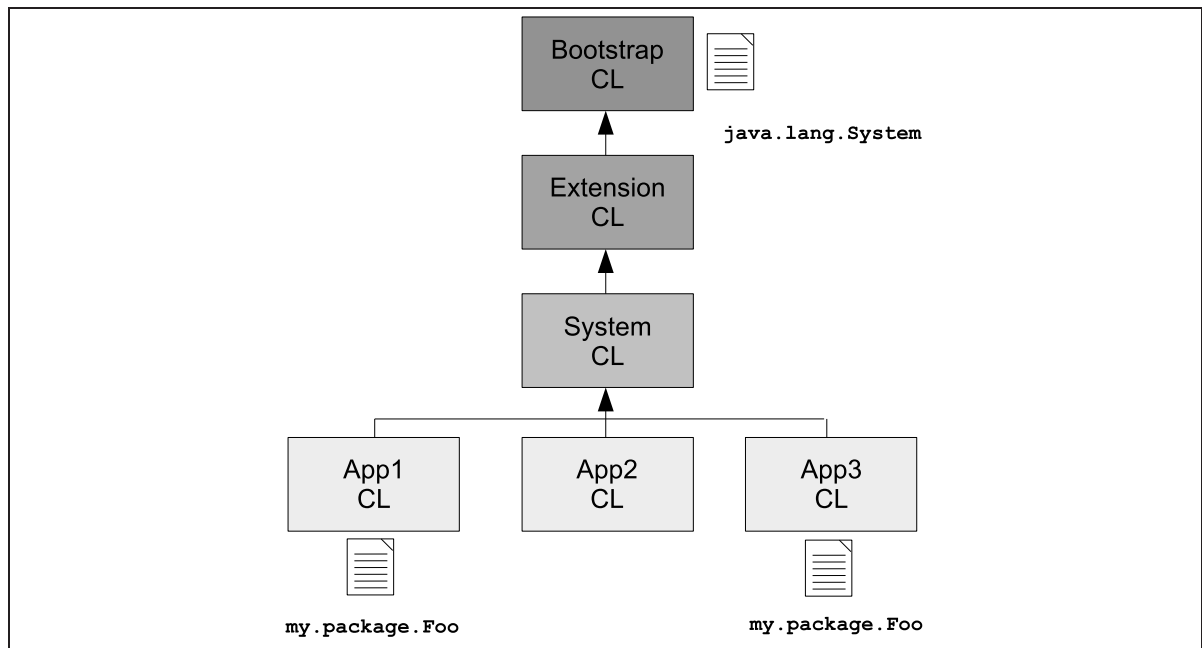 Bootstrap
CL
java.lang.System
Extension
CL
System
CL
App1
CL
App2
CL
App3
CL
my.package.Foo
my.package.Foo